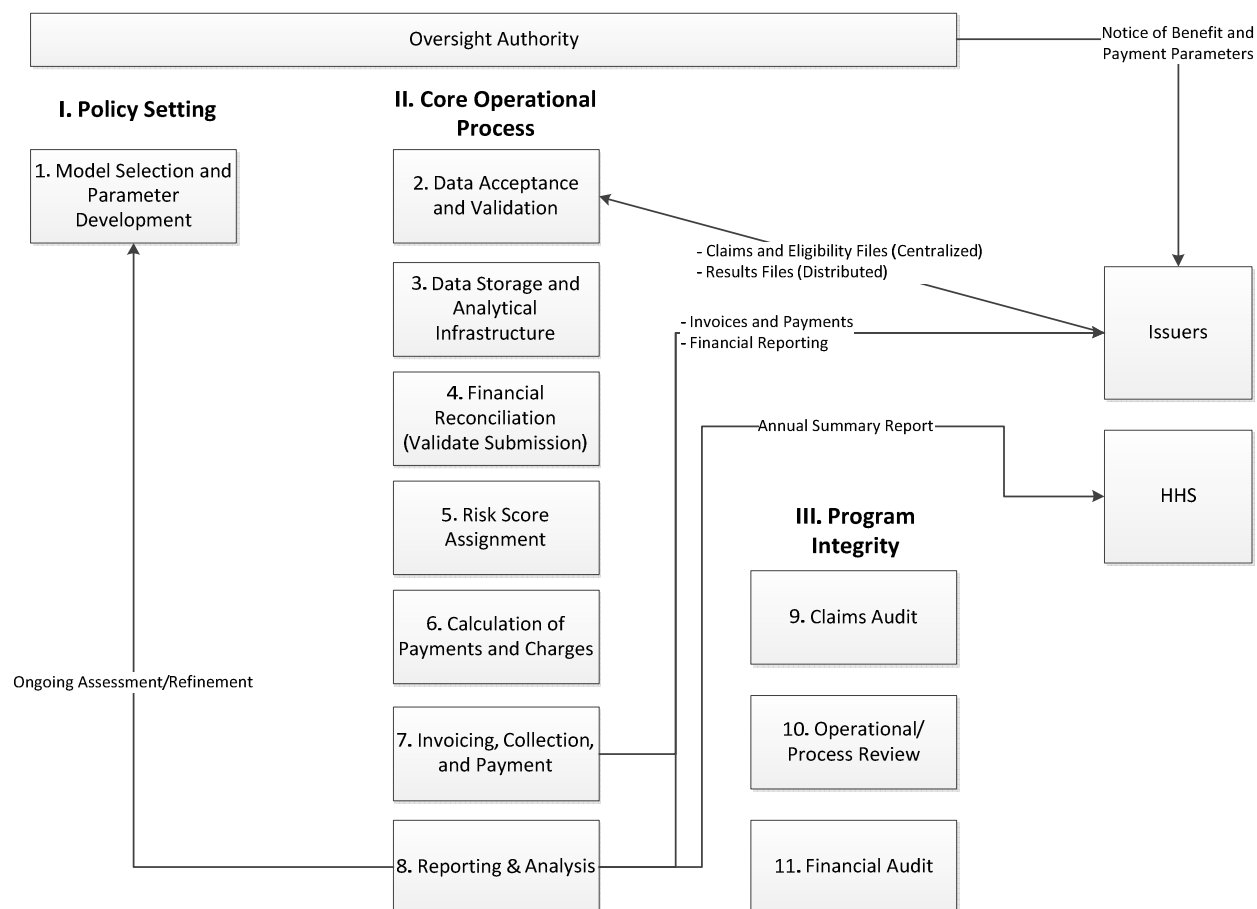 Oversight Authority
Notice of Benefit and
Payment Parameters
I. Policy Setting
II. Core Operational
Process
1. Model Selection and
Parameter
Development
2. Data Acceptance
and Validation
- Claims and Eligibility Files (Centralized)
- Results Files (Distributed)
3. Data Storage and
Analytical
Infrastructure
- Invoices and Payments
- Financial Reporting
Issuers
4. Financial
Reconciliation
(Validate Submission)
Annual Summary Report
HHS
5. Risk Score
Assignment
III. Program
Integrity
6. Calculation of
Payments and Charges
9. Claims Audit
Ongoing Assessment/Refinement
7. Invoicing, Collection,
and Payment
10. Operational/
Process Review
8. Reporting & Analysis
11. Financial Audit